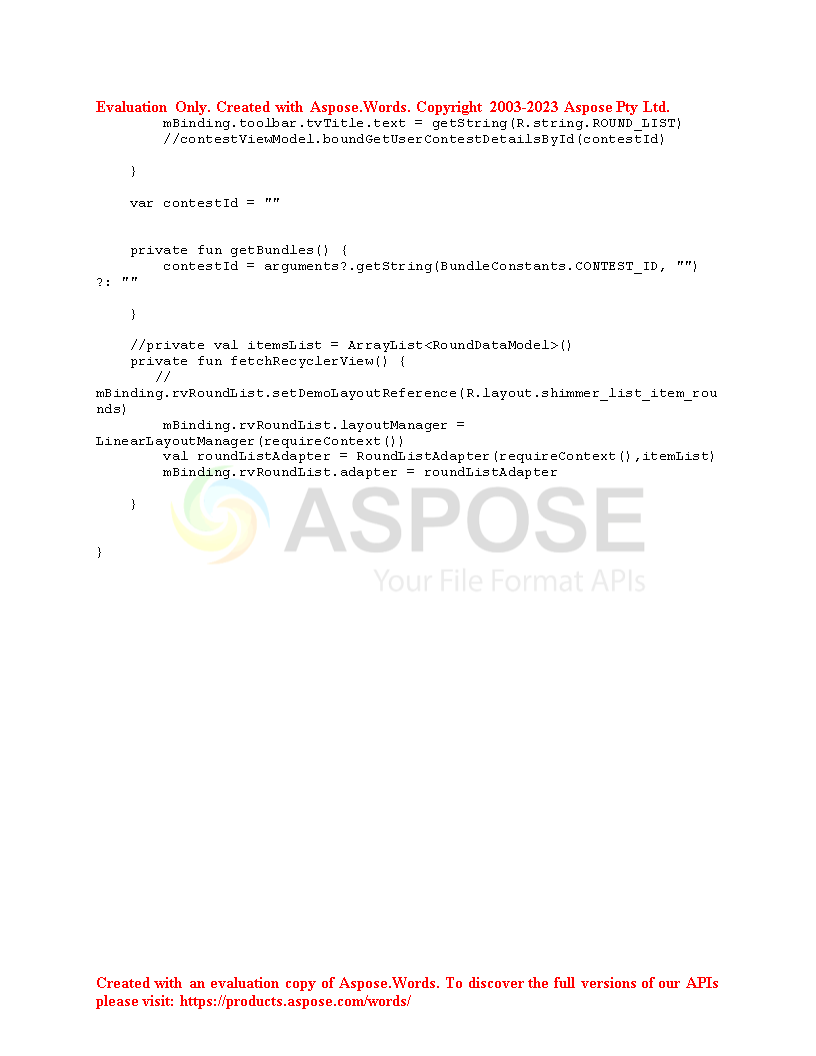 Evaluation Only. Created with Aspose.Words. Copyright 2003-2023 Aspose Pty Ltd.
mBinding.toolbar.tvTitle.text = getString(R.string.ROUND_LIST)
//contestViewModel.boundGetUserContestDetailsById(contestId)
}
var contestId = ""
private fun getBundles() {
contestId = arguments?.getString(BundleConstants.CONTEST_ID, "")
?: ""
}
//private val itemsList = ArrayList<RoundDataModel>()
private fun fetchRecyclerView() {
//
mBinding.rvRoundList.setDemoLayoutReference(R.layout.shimmer_list_item_rou
nds)
mBinding.rvRoundList.layoutManager =
LinearLayoutManager(requireContext())
val roundListAdapter = RoundListAdapter(requireContext(),itemList)
mBinding.rvRoundList.adapter = roundListAdapter
}
ASPOSE
}
Your File Format APIs
Created with an evaluation copy of Aspose.Words. To discover the full versions of our APIs
please visit: https://products.aspose.com/words/